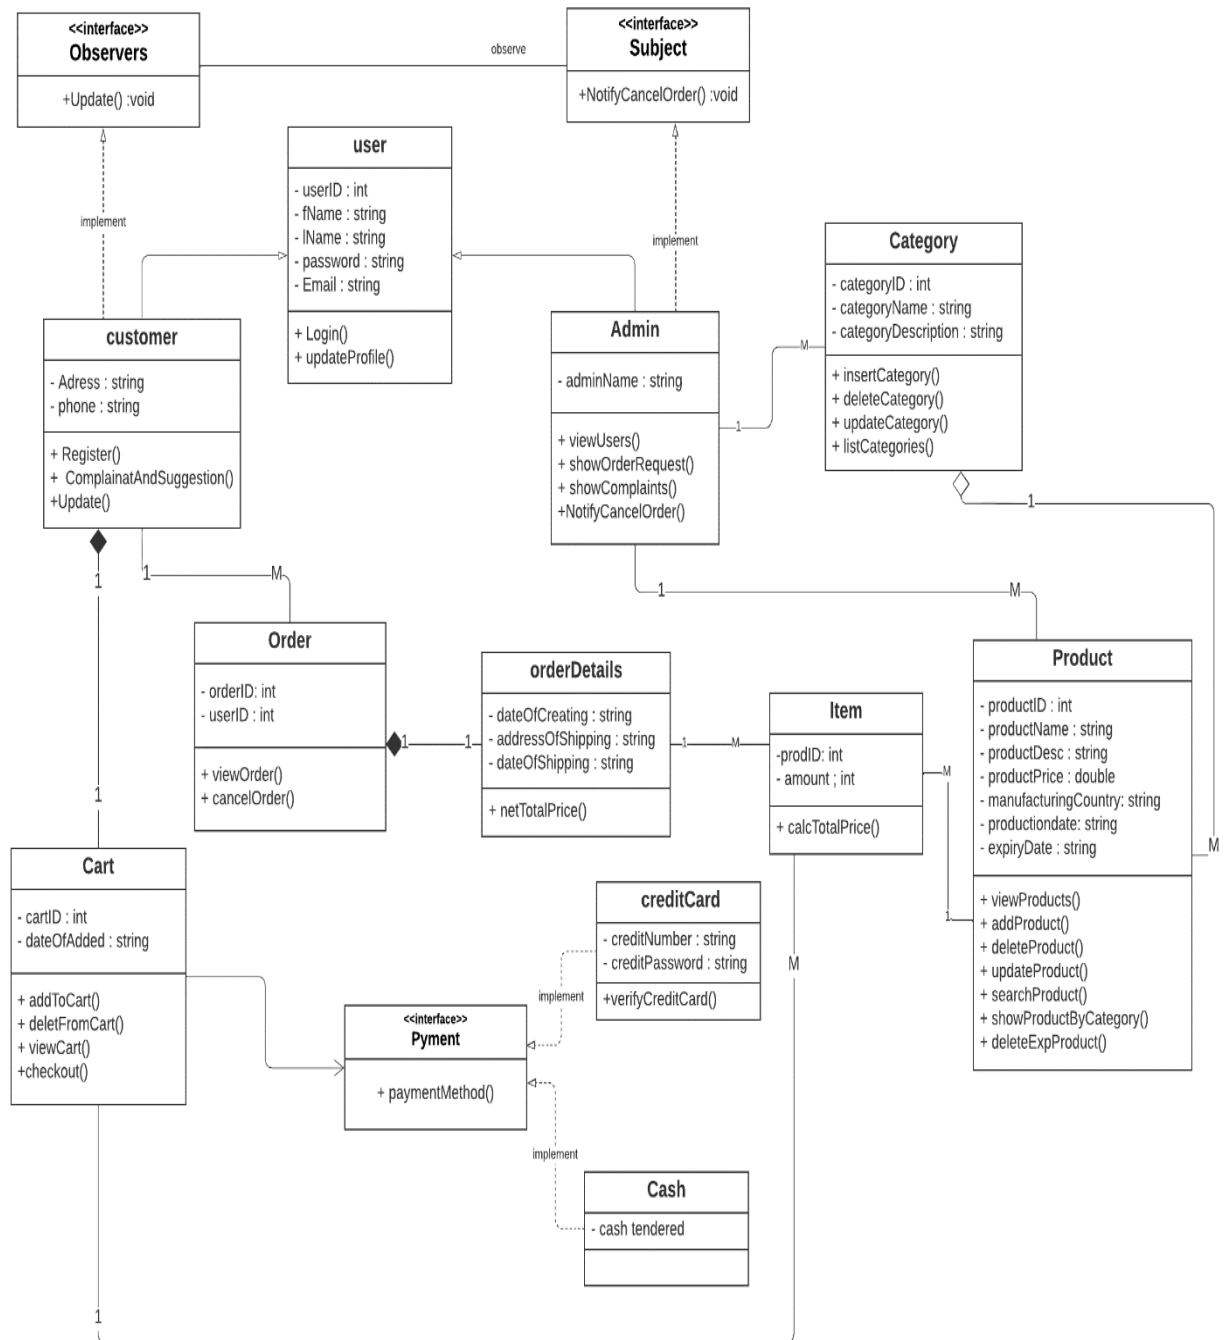 <<interface>>
Observers
+Update() :void
observe
<<interface>>
Subject
+NotifyCancelOrder() :void
implement
user
- userID : int
- fName : string
- lName : string
- password : string
- Email : string
+ Login()
+ updateProfile()
implement
Category
- categoryID : int
- categoryName : string
- categoryDescription : string
+ insertCategory()
+ deleteCategory()
+ updateCategory()
+ listCategories()
customer
- Adress : string
- phone : string
+ Register()
+ ComplainatAndSuggestion()
+Update()
Admin
- adminName : string
+ viewUsers()
+ showOrderRequest()
+ showComplaints()
+NotifyCancelOrder()
1
M
1
1
1
M
1
M
Order
- orderID: int
- userID : int
+ viewOrder()
+ cancelOrder()
1
1
orderDetails
- dateOfCreating : string
- addressOfShipping : string
- dateOfShipping : string
+ netTotalPrice()
1
M
Item
-prodID: int
- amount ; int
+ calcTotalPrice()
M
1
Product
- productID : int
- productName : string
- productDesc : string
- productPrice : double
- manufacturingCountry: string
- productiondate: string
- expiryDate : string
+ viewProducts()
+ addProduct()
+ deleteProduct()
+ updateProduct()
+ searchProduct()
+ showProductByCategory()
+ deleteExpProduct()
M
1
Cart
- cartID : int
- dateOfAdded : string
+ addToCart()
+ deletFromCart()
+ viewCart()
+checkout()
creditCard
- creditNumber : string
- creditPassword : string
+verifyCreditCard()
M
implement
<<interface>>
Pyment
+ paymentMethod()
implement
Cash
- cash tendered
1